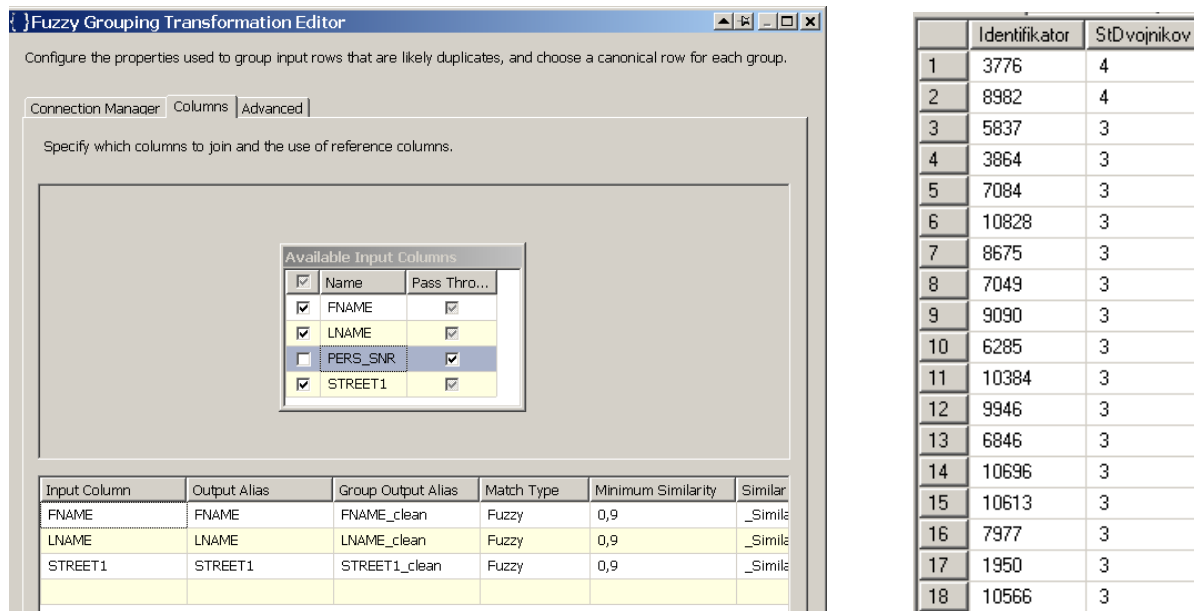 { }Fuzzy Grouping Transformation Editor
Configure the properties used to group input rows that are likely duplicates, and choose a canonical row for each group.
Connection Manager Columns Advanced
Specify which columns to join and the use of reference columns.
Available Input Columns
Name Pass Thro...
FNAME
LNAME
PERS_SNR
STREET1
Input Column Output Alias Group Output Alias Match Type Minimum Similarity Similar
FNAME FNAME FNAME_clean Fuzzy 0,9 _Simila
LNAME LNAME LNAME_clean Fuzzy 0,9 _Simila
STREET1 STREET1 STREET1_clean Fuzzy 0,9 _Simila
Identifikator StDvojnikov
1 3776 4
2 8982 4
3 5837 3
4 3864 3
5 7084 3
6 10828 3
7 8675 3
8 7049 3
9 9090 3
10 6285 3
11 10384 3
12 9946 3
13 6846 3
14 10696 3
15 10613 3
16 7977 3
17 1950 3
18 10566 3